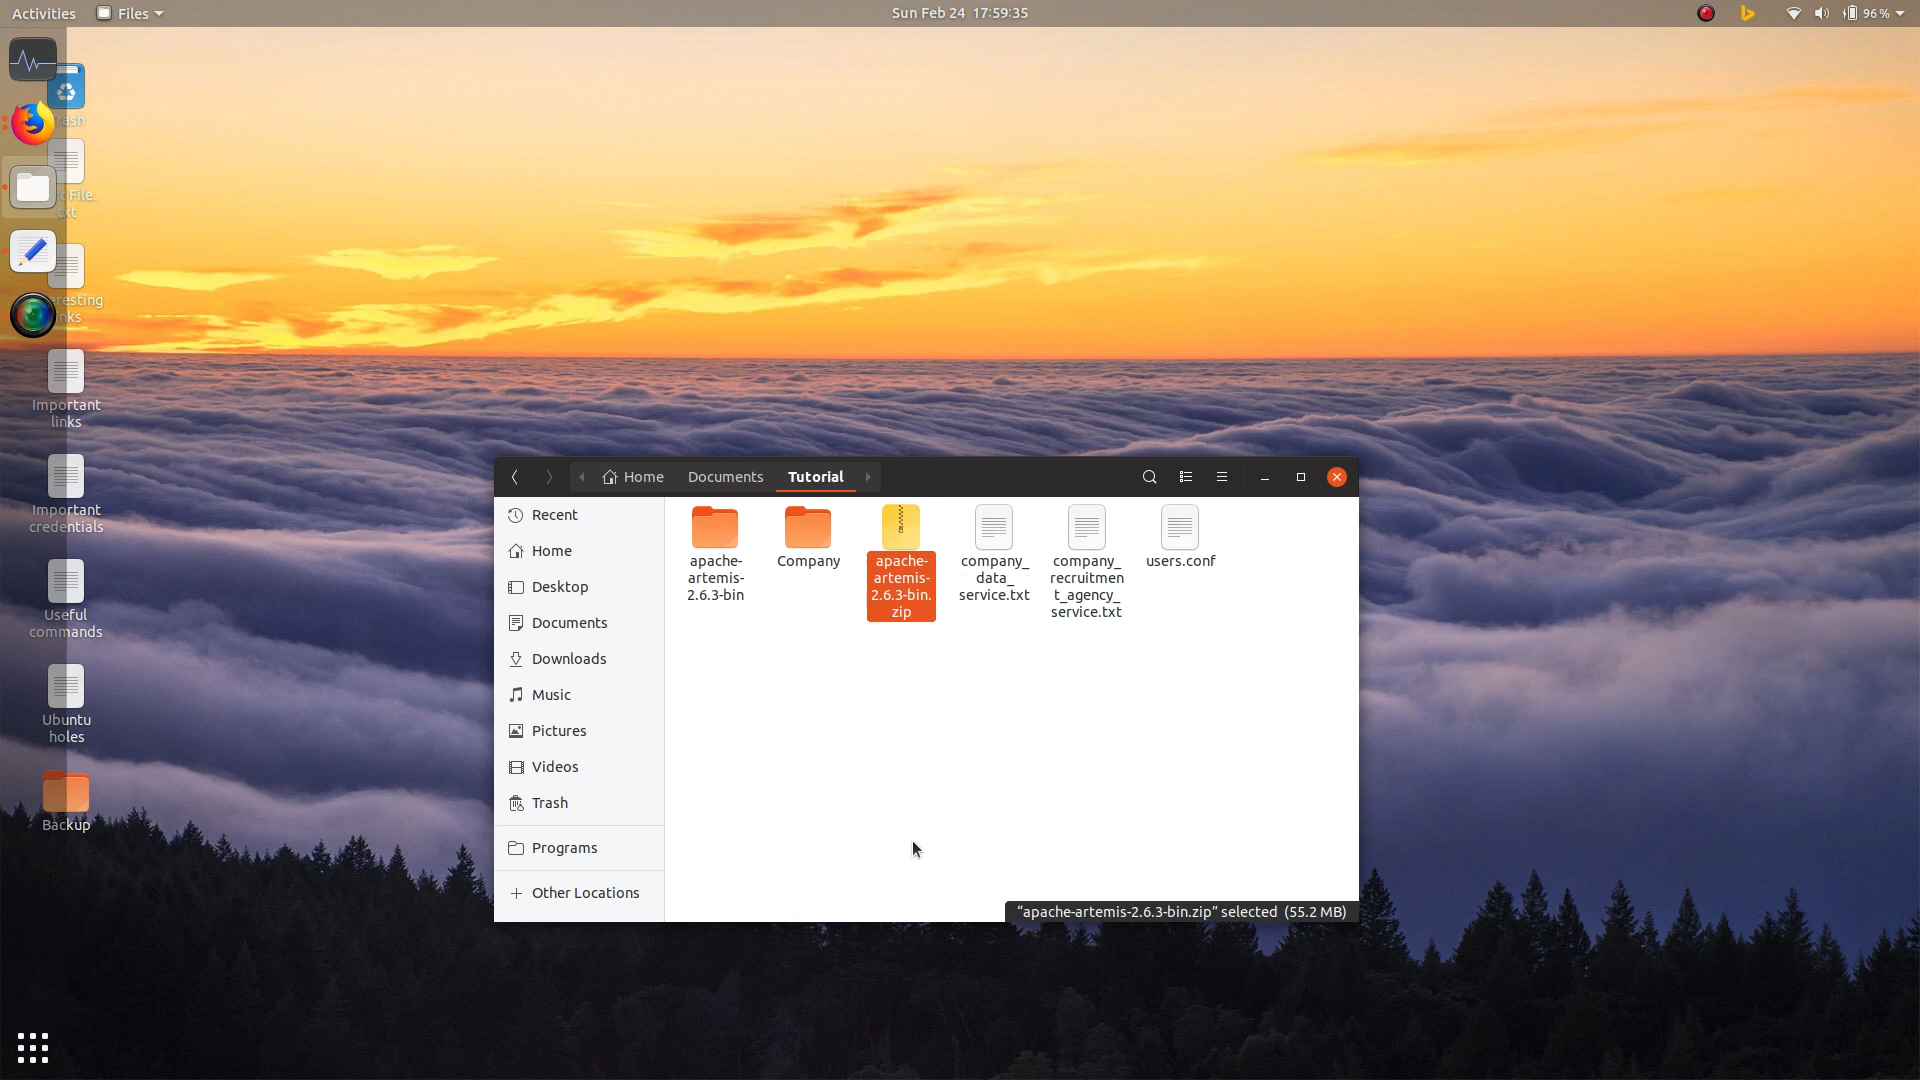 Activities
Files
Sun Feb 24 17:59:35
96 %
File.
txt
Important
links
Important
credentials
Useful
commands
Ubuntu
holes
Backup
Home
Documents
Tutorial
Recent
Home
Desktop
Documents
Downloads
Music
Pictures
Videos
Trash
Programs
+ Other Locations
apache-
artemis-
2.6.3-bin
Company
apache-
artemis-
2.6.3-bin.
zip
company_
data_
service.txt
company_
recruitmen
t_agency_
service.txt
users.conf
“apache-artemis-2.6.3-bin.zip” selected (55.2 MB)